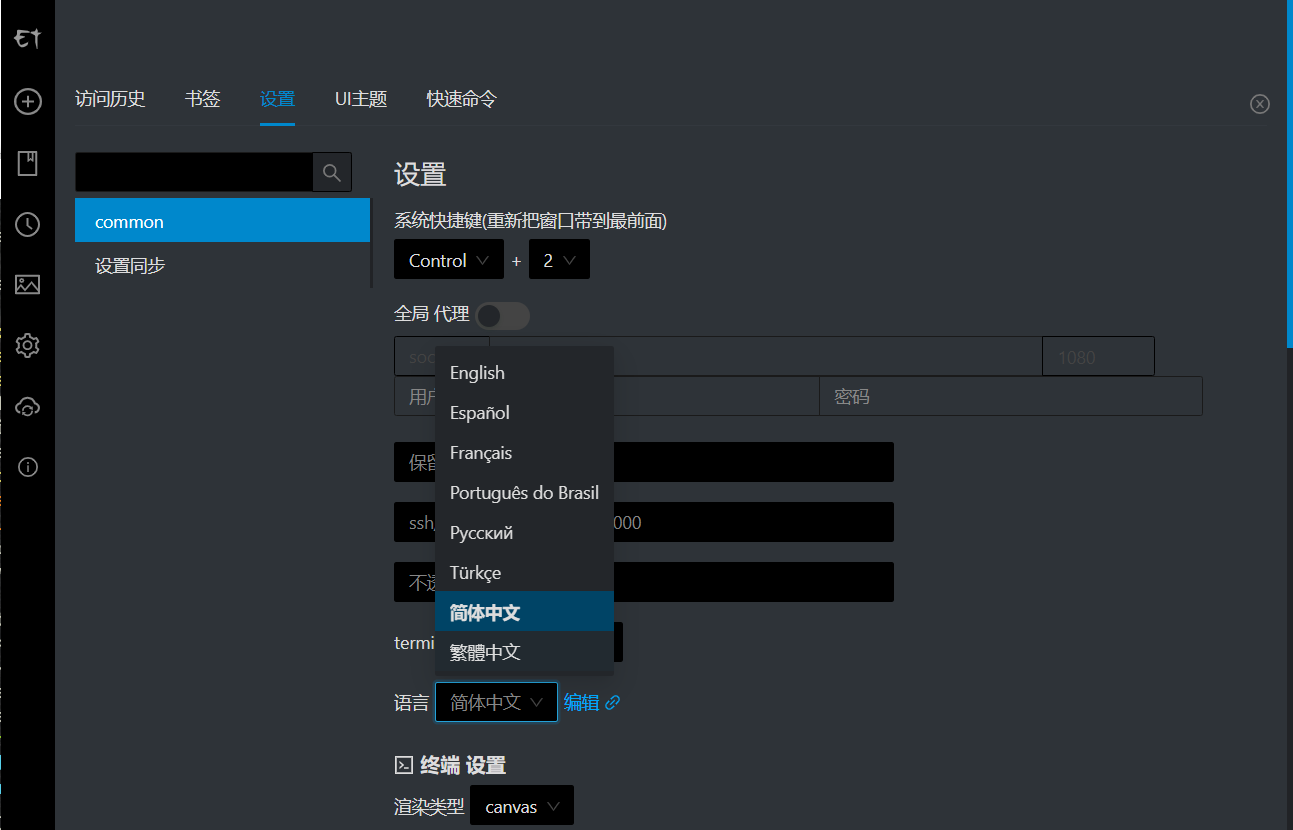 ET
访问历史 书签 设置 UI主题 快速命令
common
设置同步
设置
系统快捷键(重新把窗口带到最前面)
Control + 2
全局 代理
soc 1080
用户 密码
保留
ssh 000
termi
English
Español
Français
Português do Brasil
Русский
Türkçe
简体中文
繁體中文
语言 简体中文 编辑
终端 设置
渲染类型 canvas